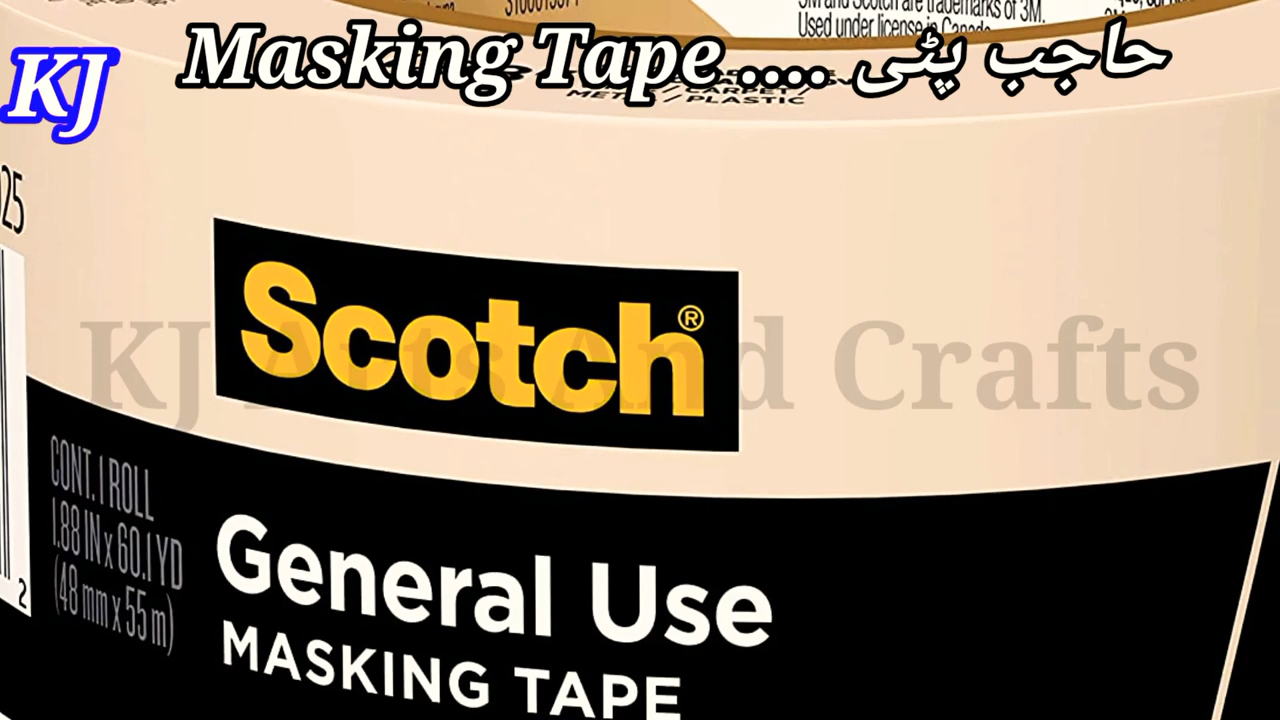 3M and Scotch are trademarks of 3M.
Used under license in Canada.
KJ
Masking Tape .... حاجب پٹی
CARPET /
PLASTIC
25
Scotch®
KJ Arts And Crafts
CONT. 1 ROLL
1.88 IN x 60.1 YD
(48 mm x 55 m)
2
General Use
MASKING TAPE